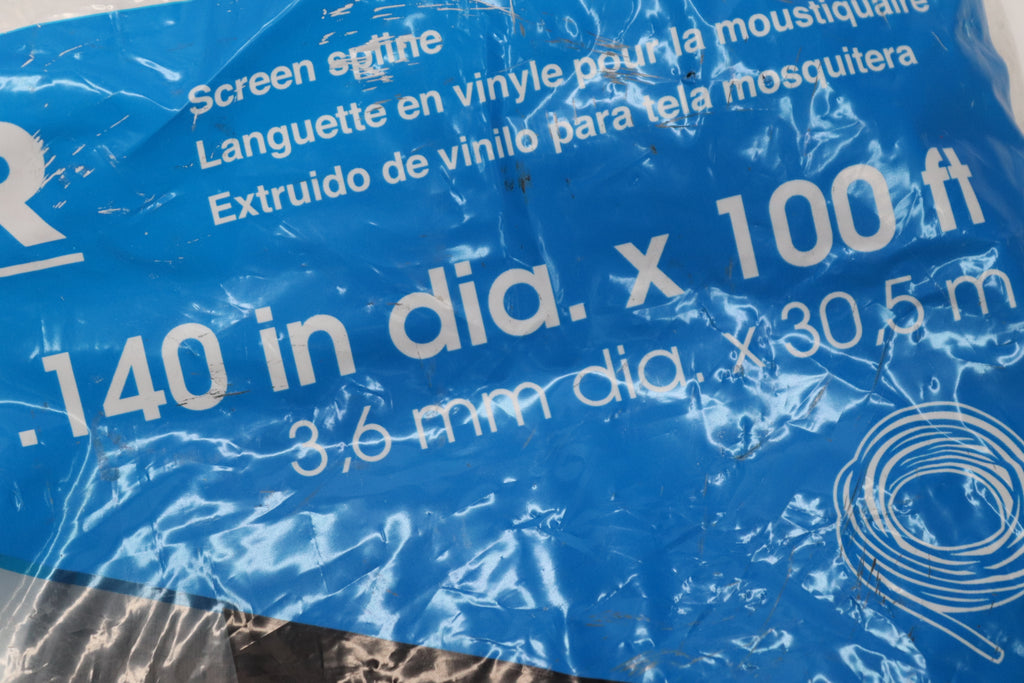 Screen spline
Languette en vinyle pour la moustiquaire
Extruido de vinilo para tela mosquitera
R
.140 in dia. x 100 ft
3,6 mm dia. x 30,5 m